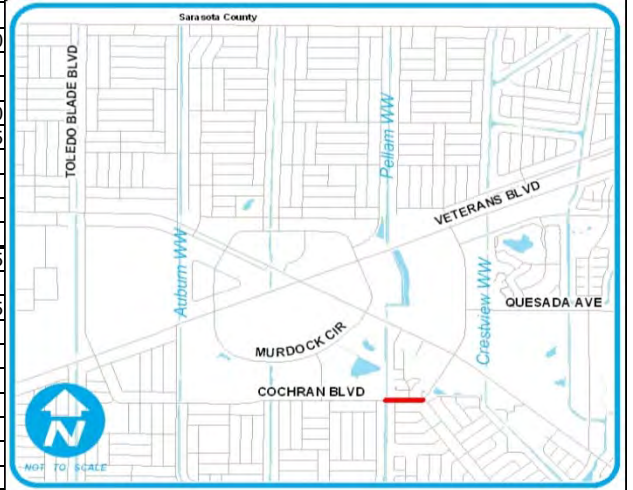 Sarasota County
TOLEDO BLADE BLVD
Pellam WW
VETERANS BLVD
Auburn WW
Crestview WW
QUESADA AVE
MURDOCK CIR
COCHRAN BLVD
N
NOT TO SCALE